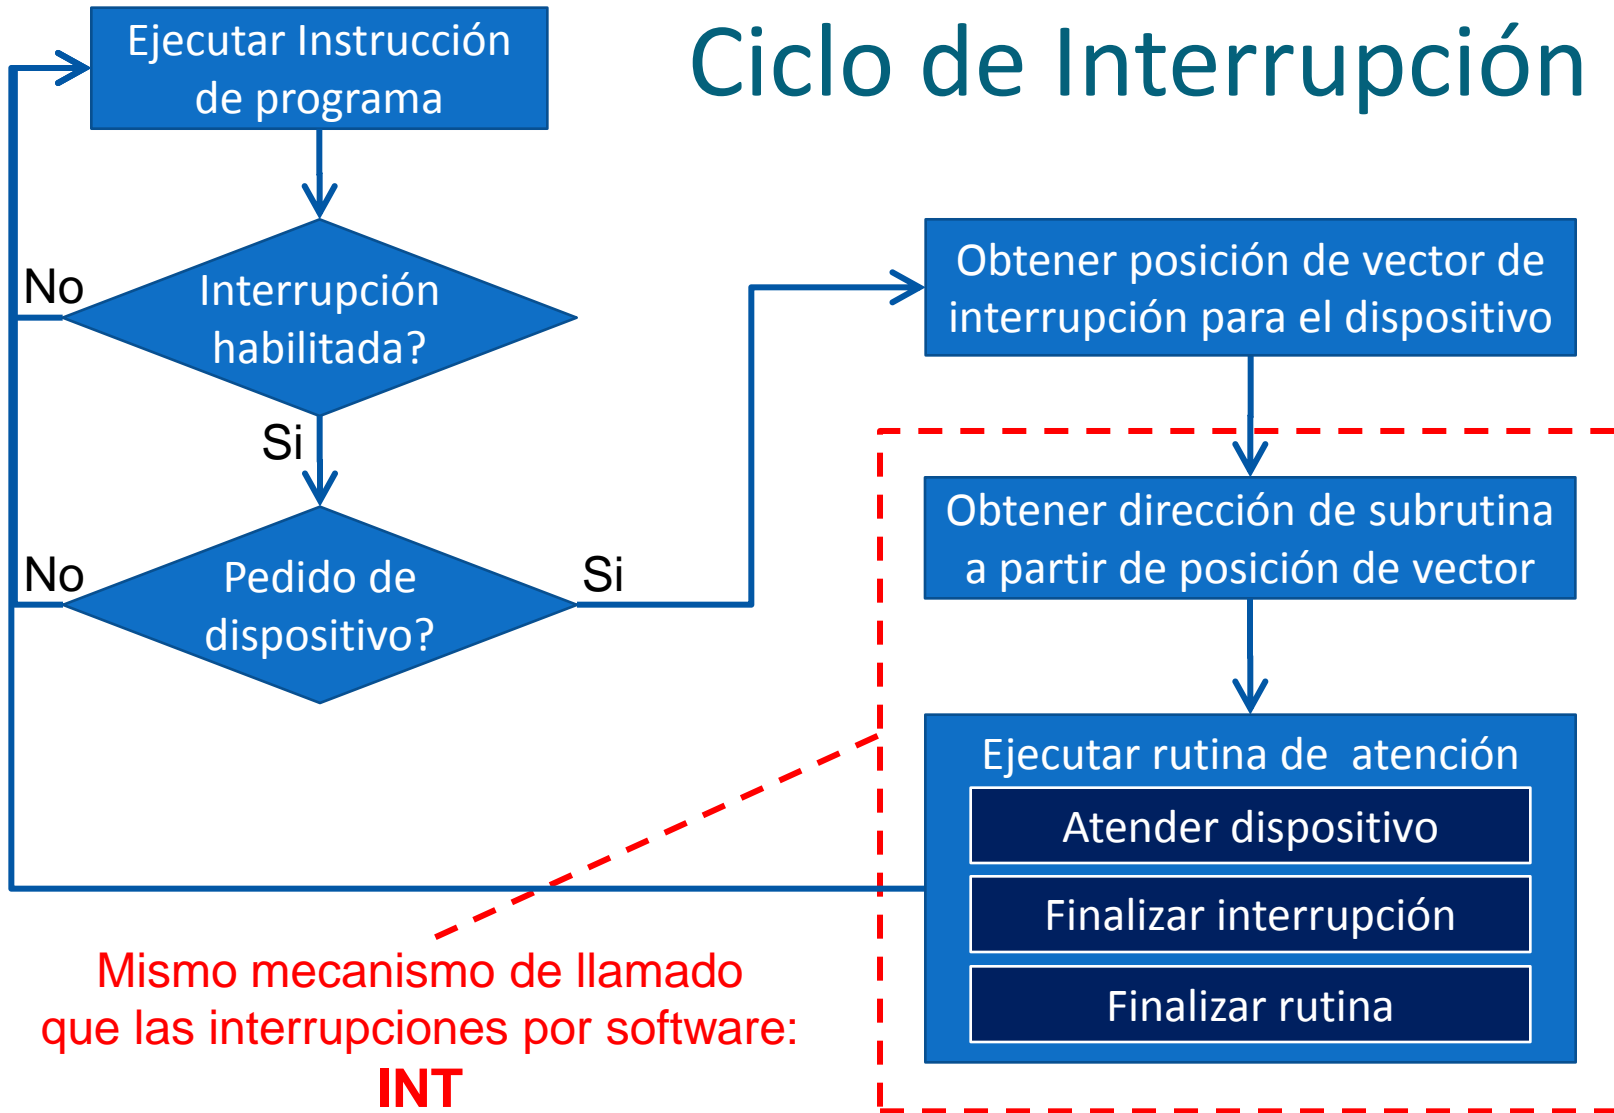 Ciclo de Interrupción
Ejecutar Instrucción
de programa
Interrupción
habilitada?
No
Si
Pedido de
dispositivo?
No
Si
Obtener posición de vector de
interrupción para el dispositivo
Obtener dirección de subrutina
a partir de posición de vector
Ejecutar rutina de atención
Atender dispositivo
Finalizar interrupción
Finalizar rutina
Mismo mecanismo de llamado
que las interrupciones por software:
INT